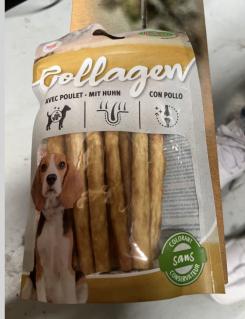 Collagen
AVEC POULET - MIT HUHN
CON POLLO
COLORANT
sans
CONSERVATEUR